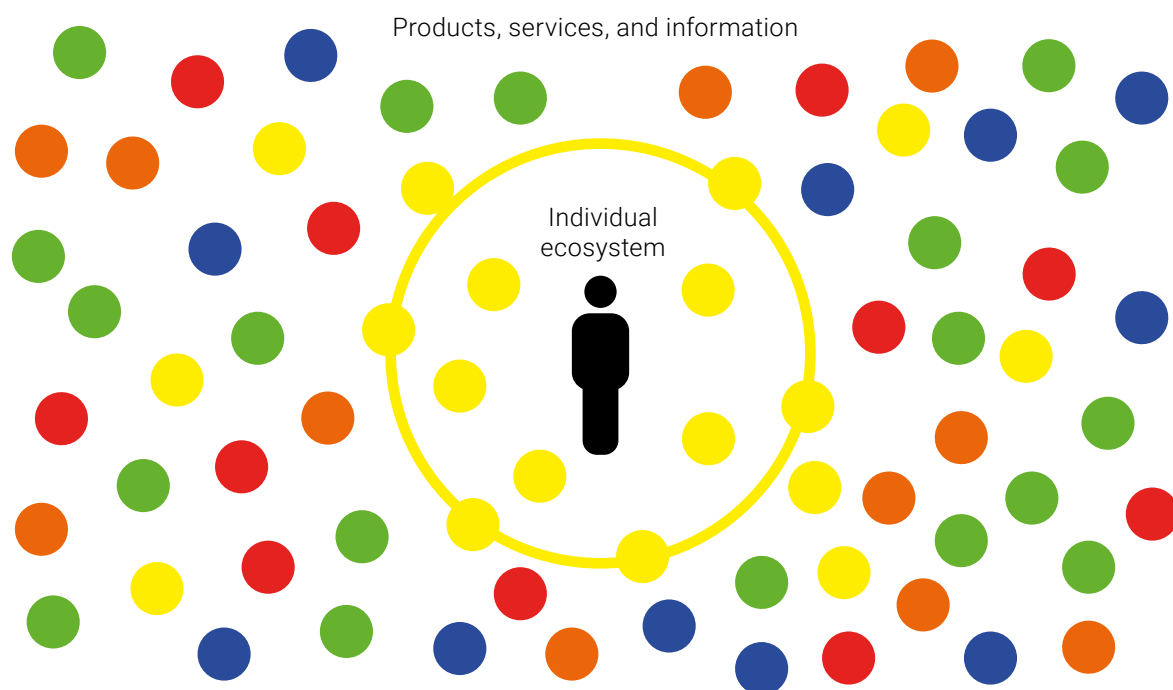 Products, services, and information
Individual
ecosystem